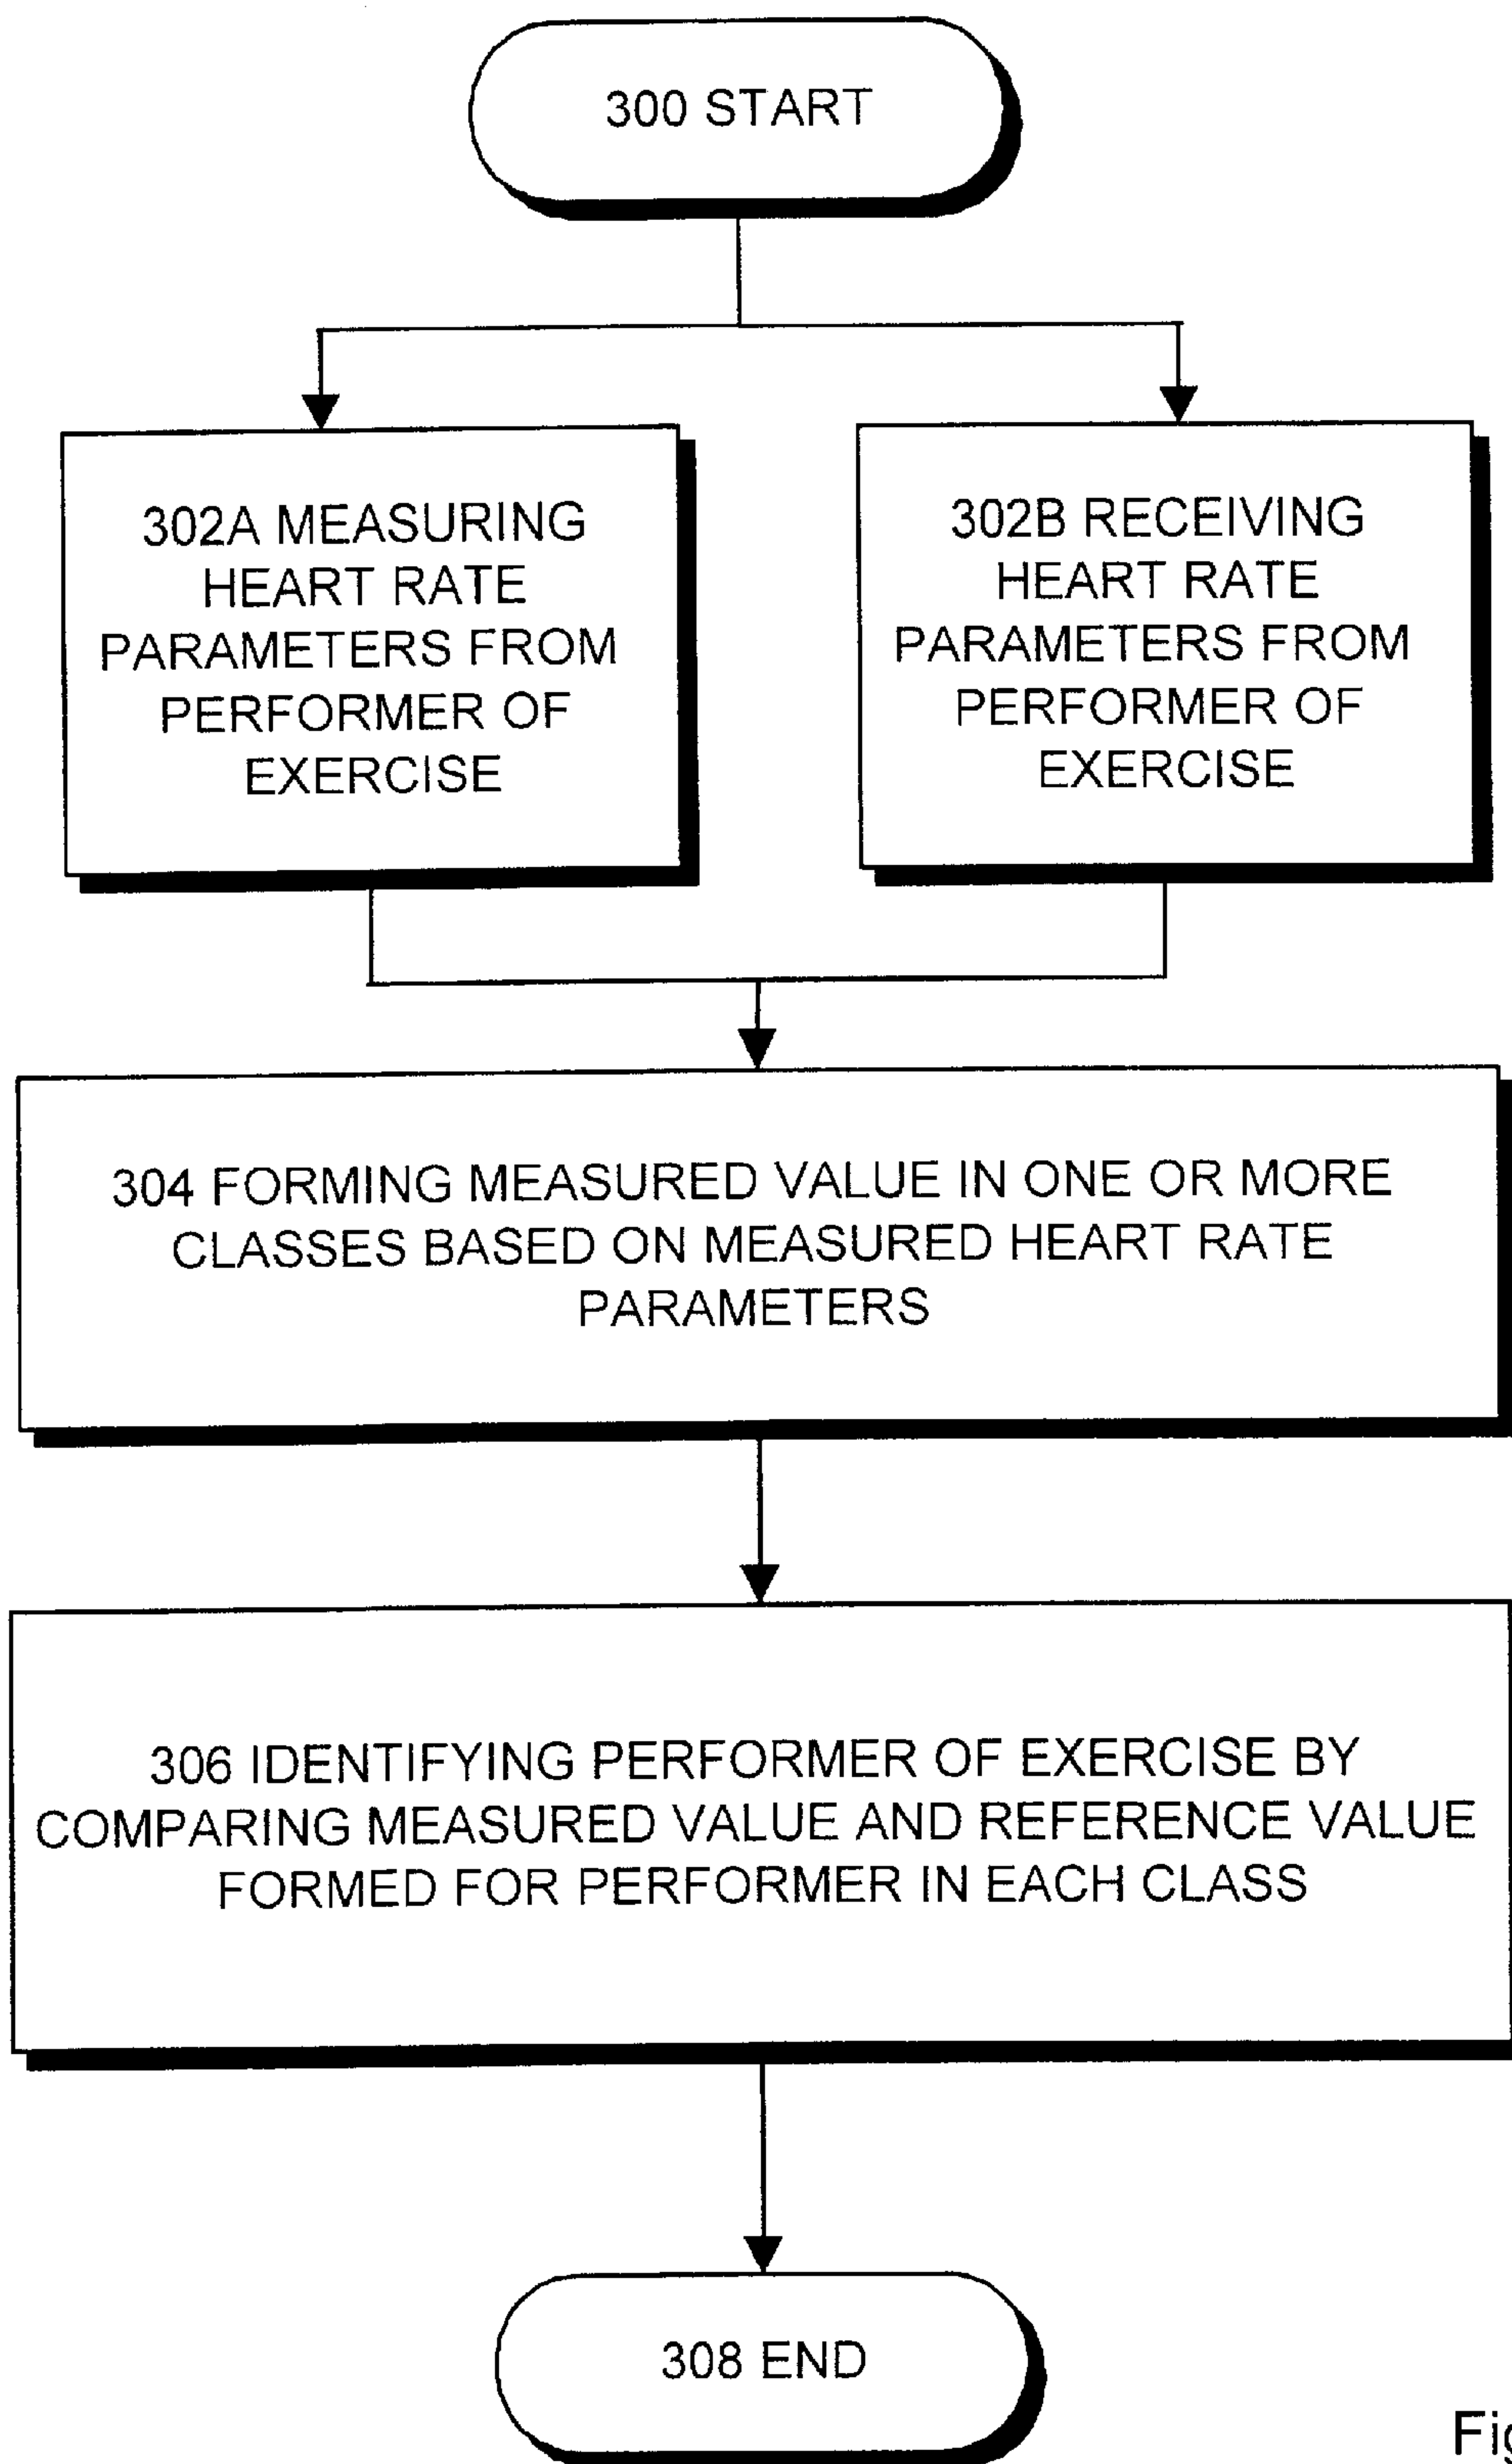 300 START
302A MEASURING
HEART RATE
PARAMETERS FROM
PERFORMER OF
EXERCISE
302B RECEIVING
HEART RATE
PARAMETERS FROM
PERFORMER OF
EXERCISE
304 FORMING MEASURED VALUE IN ONE OR MORE
CLASSES BASED ON MEASURED HEART RATE
PARAMETERS
306 IDENTIFYING PERFORMER OF EXERCISE BY
COMPARING MEASURED VALUE AND REFERENCE VALUE
FORMED FOR PERFORMER IN EACH CLASS
308 END